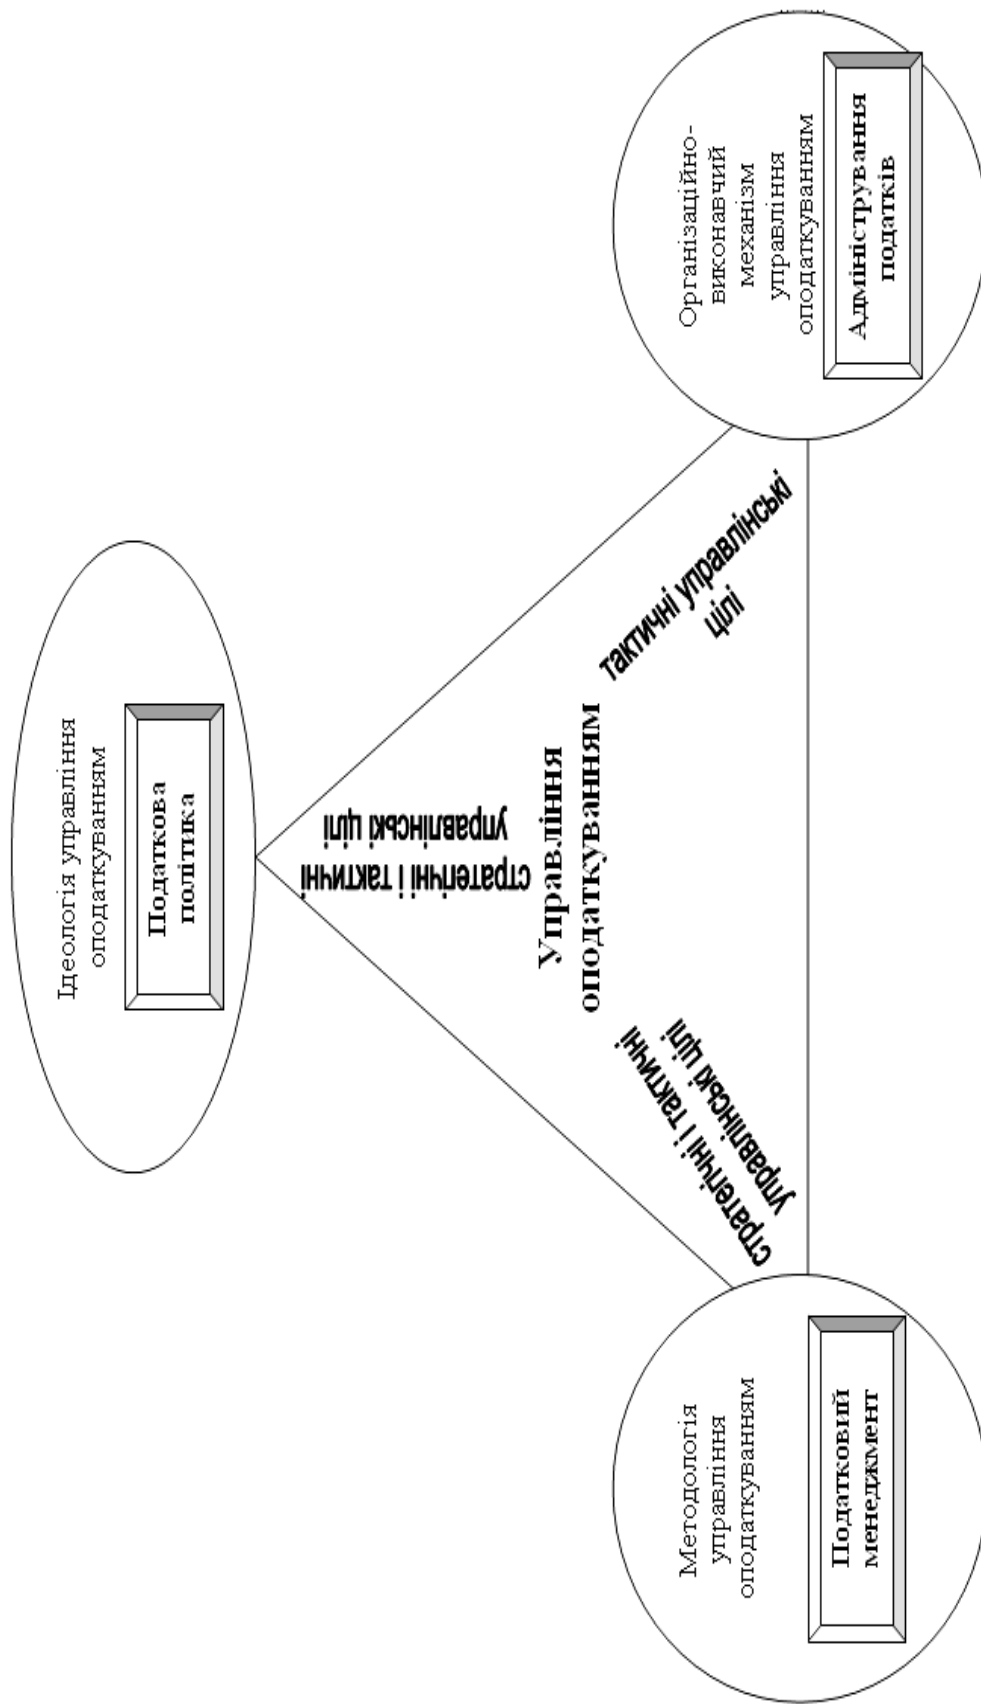 Ідеологія управління
оподаткуванням
Податкова
політика
стратегічні і тактичні
управлінські цілі
Управління
оподаткуванням
стратегічні і тактичні
управлінські цілі
тактичні управлінські
цілі
Методологія
управління
оподаткуванням
Податковий
менеджмент
Організаційно-
виконавчий
механізм
управління
оподаткуванням
Адміністрування
податків